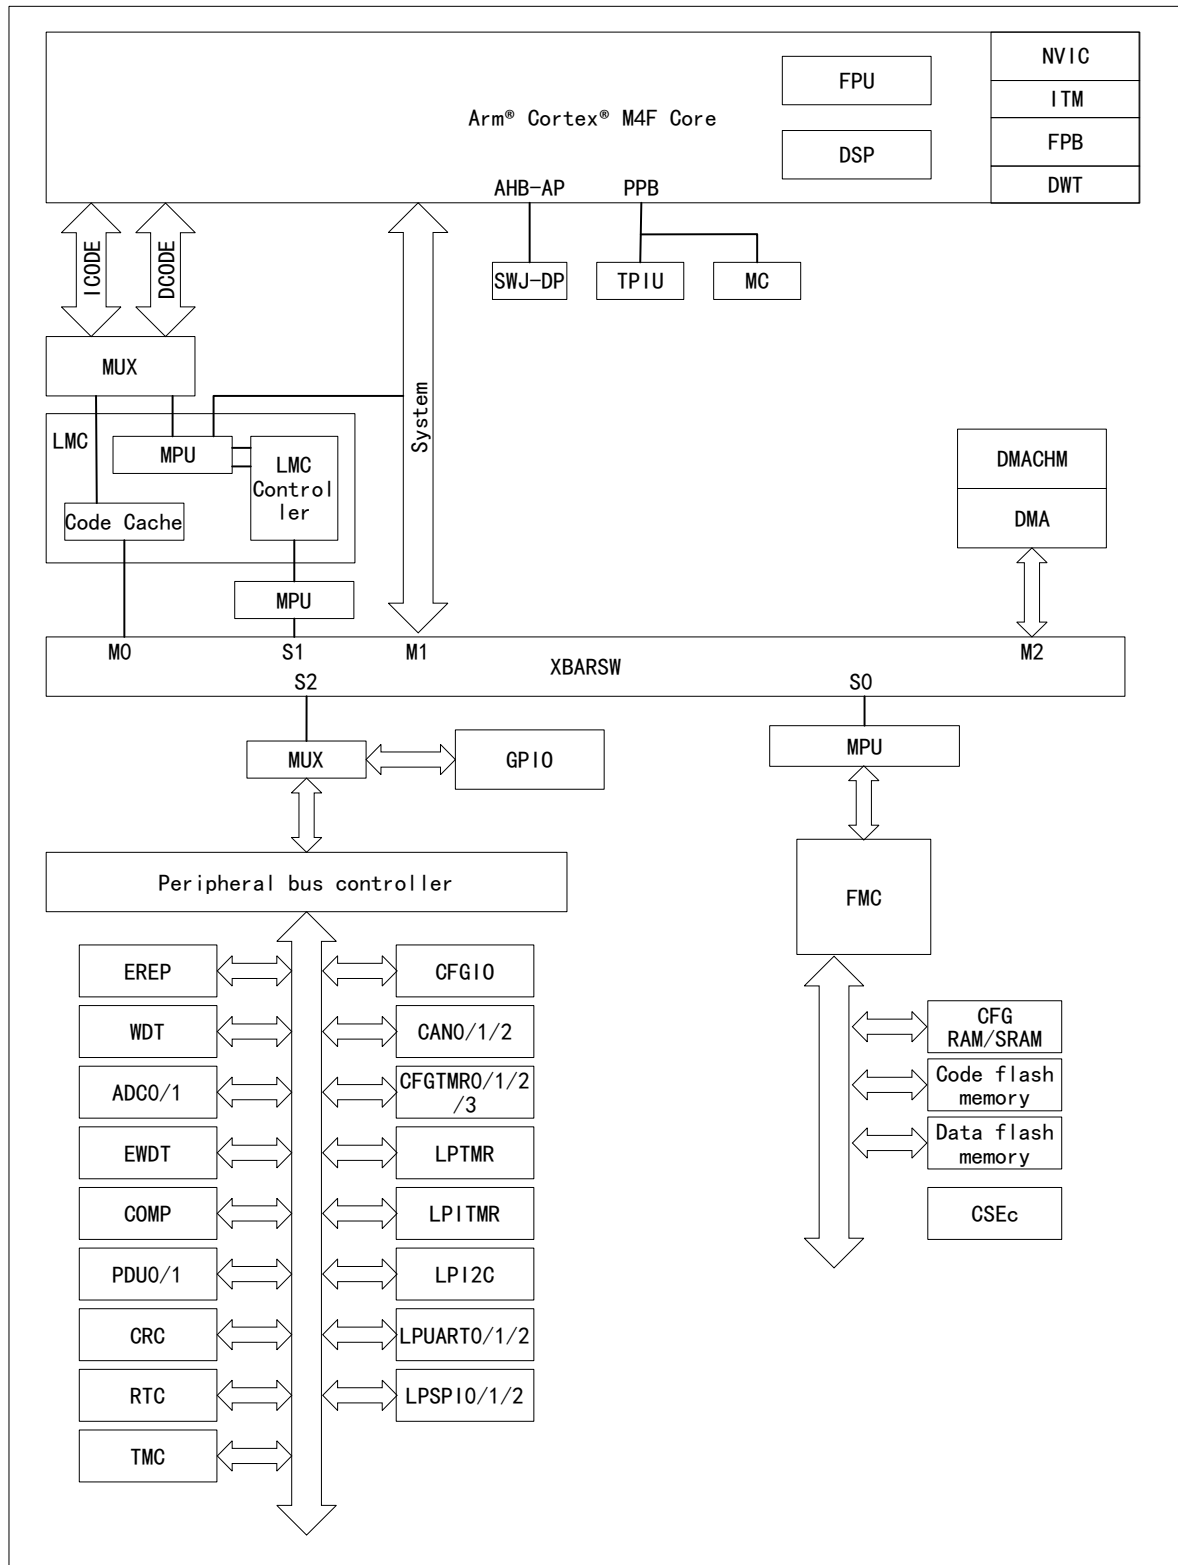 NVIC
FPU
ITM
Arm® Cortex® M4F Core
FPB
DSP
AHB-AP
PPB
DWT
ICODE
DCODE
SWJ-DP
TPIU
MC
MUX
System
LMC
MPU
LMC
Control
ler
Code Cache
DMACHM
DMA
MPU
M0
S1
M1
XBARSW
M2
S2
S0
MUX
GPIO
MPU
Peripheral bus controller
FMC
EREP
CFGIO
WDT
CAN0/1/2
CFG
RAM/SRAM
ADC0/1
CFGTMR0/1/2
/3
Code flash
memory
EWDT
LPTMR
Data flash
memory
COMP
LPITMR
CSEc
PDU0/1
LPI2C
CRC
LPUART0/1/2
RTC
LPSPI0/1/2
TMC